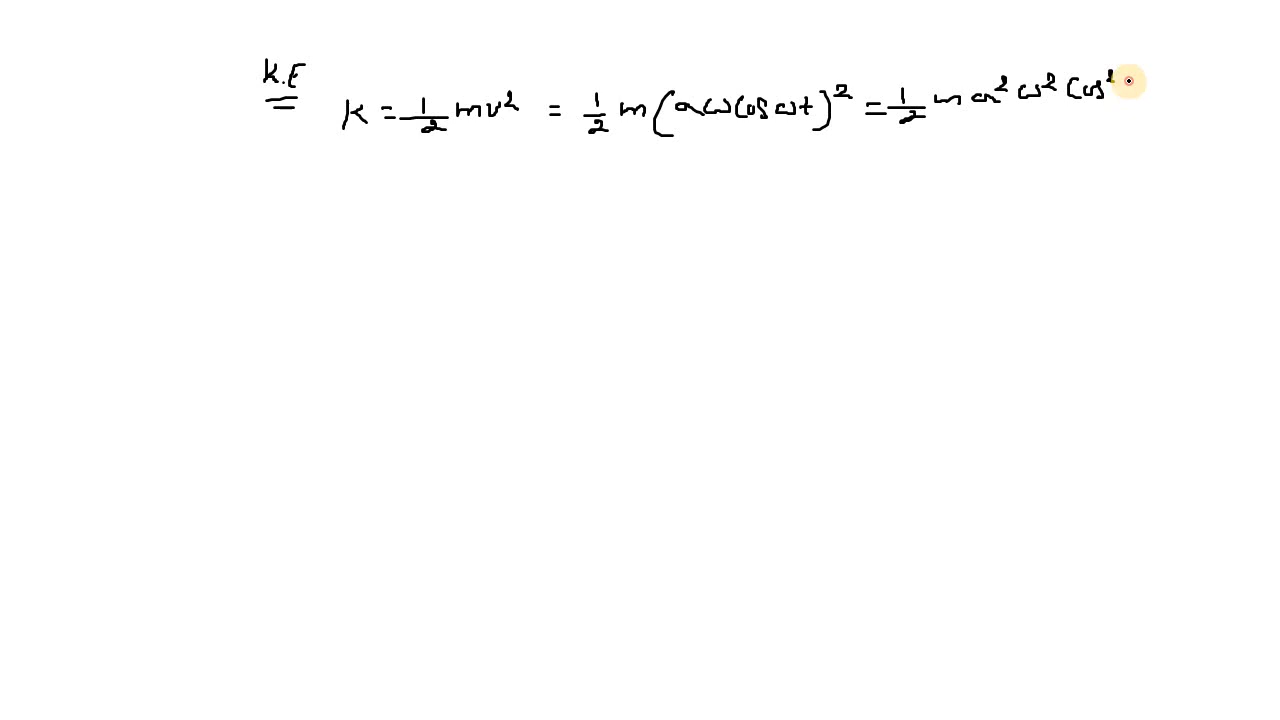 K.E
K = 1/2 mv² = 1/2 m(aω cos ωt)² = 1/2 m a² ω² cos²